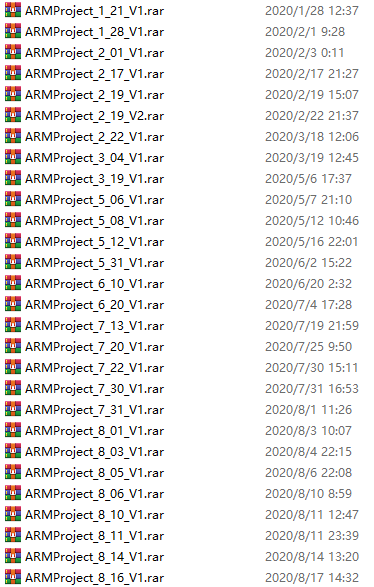 ARMProject_1_21_V1.rar 2020/1/28 12:37
ARMProject_1_28_V1.rar 2020/2/1 9:28
ARMProject_2_01_V1.rar 2020/2/3 0:11
ARMProject_2_17_V1.rar 2020/2/17 21:27
ARMProject_2_19_V1.rar 2020/2/19 15:07
ARMProject_2_19_V2.rar 2020/2/22 21:37
ARMProject_2_22_V1.rar 2020/3/18 12:06
ARMProject_3_04_V1.rar 2020/3/19 12:45
ARMProject_3_19_V1.rar 2020/5/6 17:37
ARMProject_5_06_V1.rar 2020/5/7 21:10
ARMProject_5_08_V1.rar 2020/5/12 10:46
ARMProject_5_12_V1.rar 2020/5/16 22:01
ARMProject_5_31_V1.rar 2020/6/2 15:22
ARMProject_6_10_V1.rar 2020/6/20 2:32
ARMProject_6_20_V1.rar 2020/7/4 17:28
ARMProject_7_13_V1.rar 2020/7/19 21:59
ARMProject_7_20_V1.rar 2020/7/25 9:50
ARMProject_7_22_V1.rar 2020/7/30 15:11
ARMProject_7_30_V1.rar 2020/7/31 16:53
ARMProject_7_31_V1.rar 2020/8/1 11:26
ARMProject_8_01_V1.rar 2020/8/3 10:07
ARMProject_8_03_V1.rar 2020/8/4 22:15
ARMProject_8_05_V1.rar 2020/8/6 22:08
ARMProject_8_06_V1.rar 2020/8/10 8:59
ARMProject_8_10_V1.rar 2020/8/11 12:47
ARMProject_8_11_V1.rar 2020/8/11 23:39
ARMProject_8_14_V1.rar 2020/8/14 13:20
ARMProject_8_16_V1.rar 2020/8/17 14:32